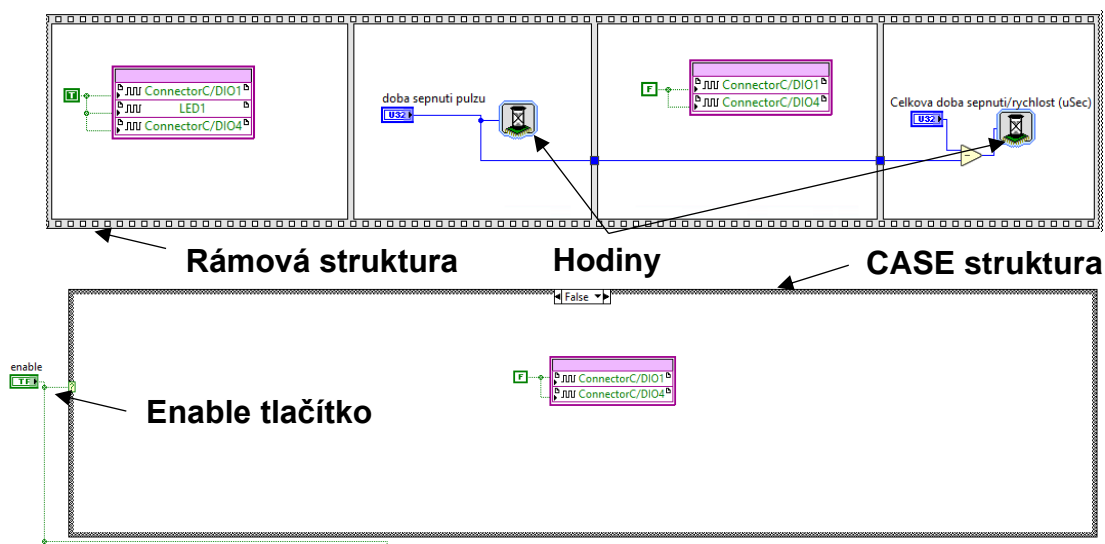 T
ConnectorC/DIO1
LED1
ConnectorC/DIO4
doba sepnuti pulzu
U32
F
ConnectorC/DIO1
ConnectorC/DIO4
Celkova doba sepnuti/rychlost (uSec)
U32
Rámová struktura
Hodiny
CASE struktura
False
enable
TF
?
F
ConnectorC/DIO1
ConnectorC/DIO4
Enable tlačítko